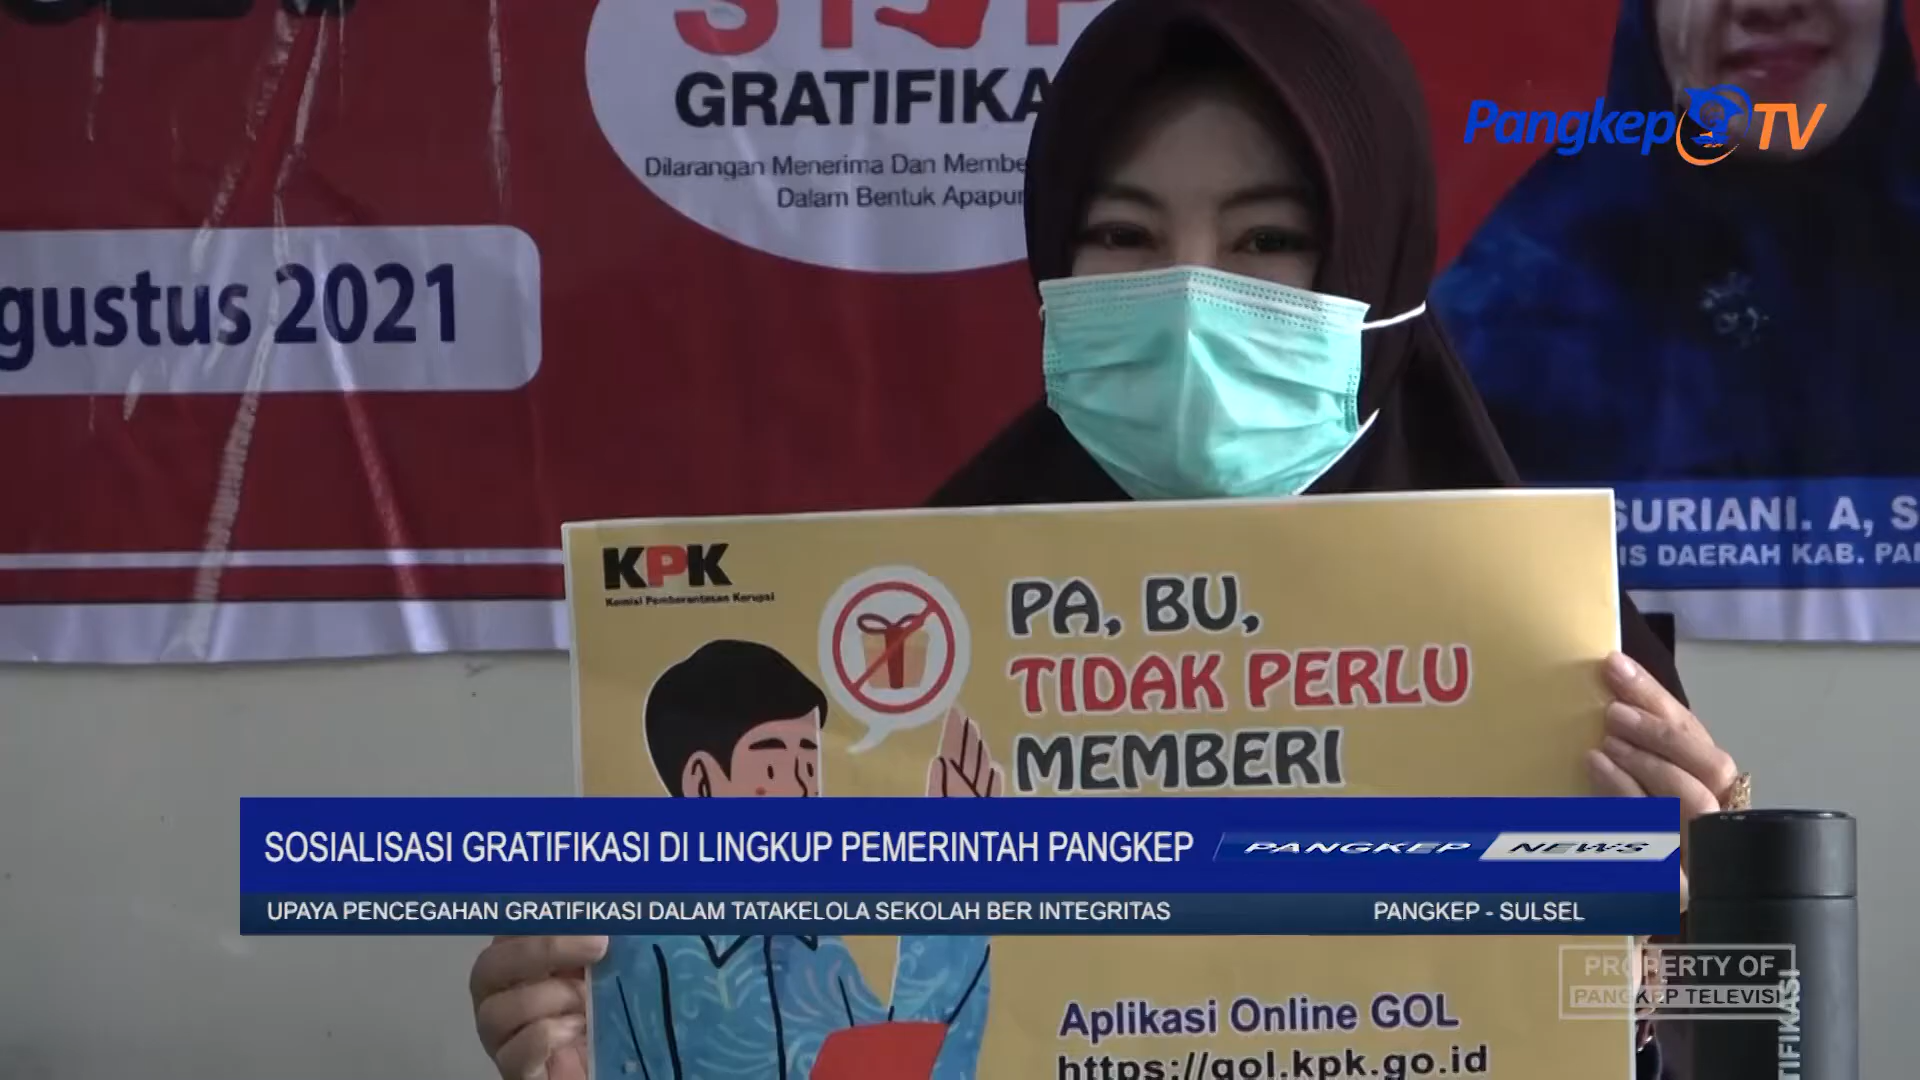 GRATIFIKA
Dilarangan Menerima Dan Membe
Dalam Bentuk Apapun
Pangkep TV
gustus 2021
SURIANI. A, S
IS DAERAH KAB. PA
KPK
Komisi Pemberantasan Korupsi
PA, BU,
TIDAK PERLU
MEMBERI
SOSIALISASI GRATIFIKASI DI LINGKUP PEMERINTAH PANGKEP
PANGKEP NEWS
UPAYA PENCEGAHAN GRATIFIKASI DALAM TATAKELOLA SEKOLAH BER INTEGRITAS
PANGKEP - SULSEL
PROPERTY OF
PANGKEP TELEVISI
Aplikasi Online GOL
https://gol.kpk.go.id
TIFIKASI